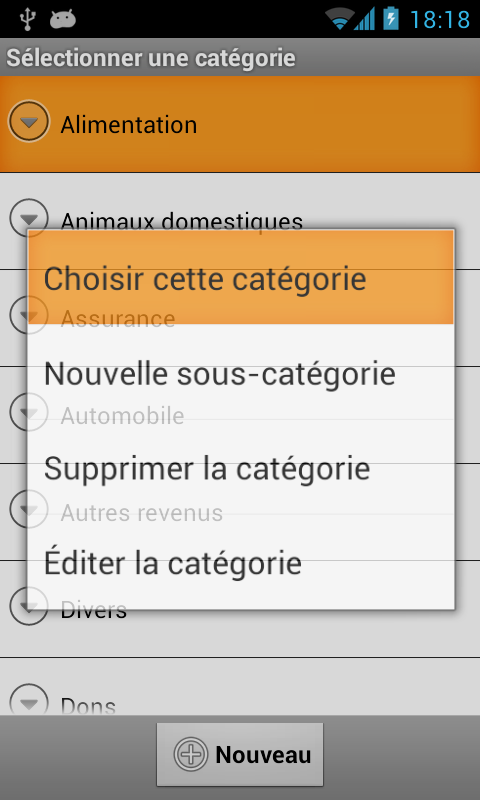 18:18
Sélectionner une catégorie
Alimentation
Animaux domestiques
Choisir cette catégorie
Assurance
Nouvelle sous-catégorie
Automobile
Supprimer la catégorie
Autres revenus
Éditer la catégorie
Divers
Dons
Nouveau